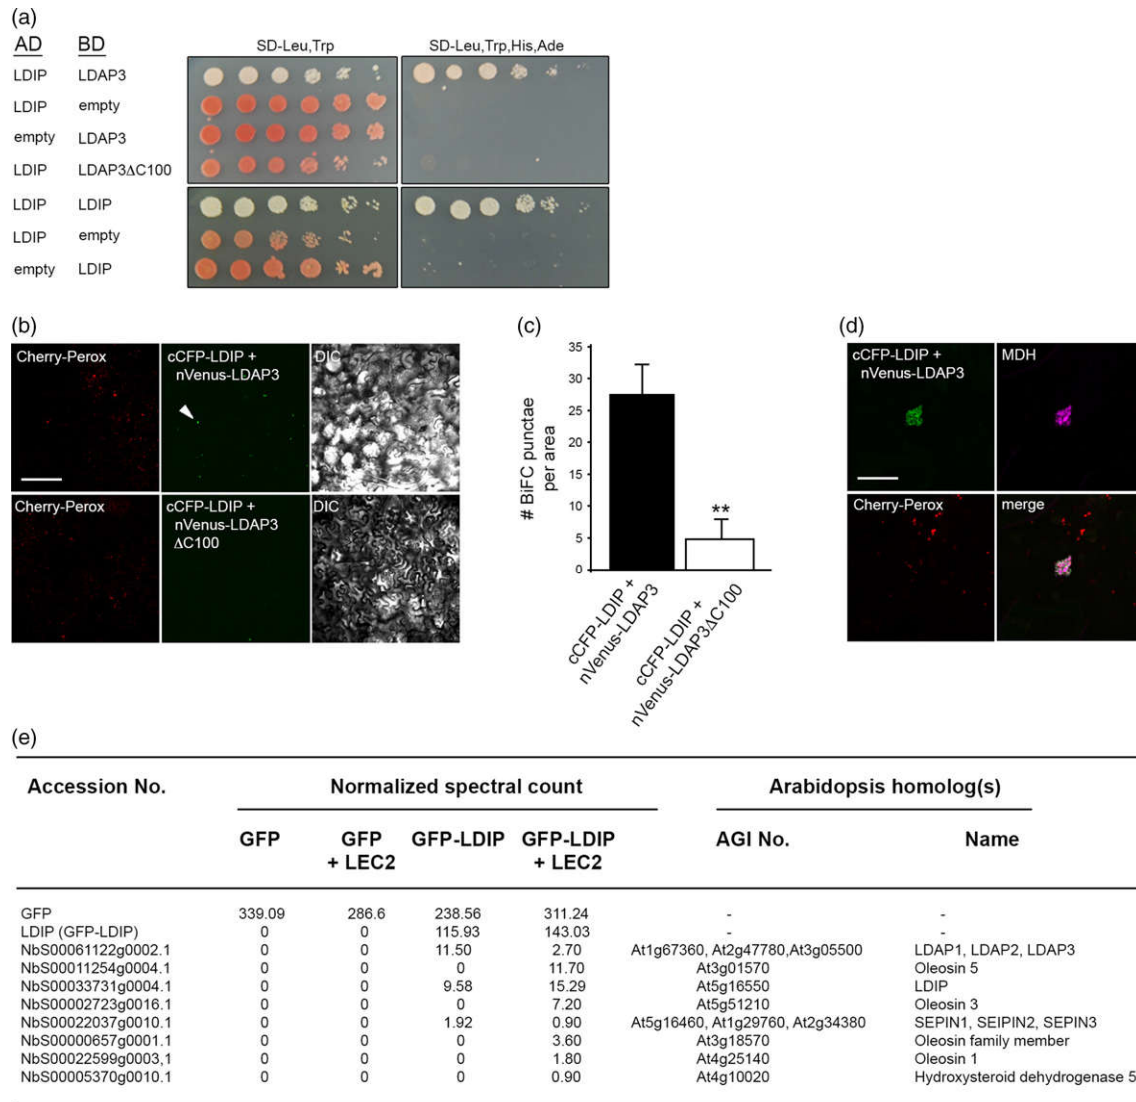 (a)
AD BD SD-Leu,Trp SD-Leu,Trp,His,Ade
LDIP LDAP3
LDIP empty
empty LDAP3
LDIP LDAP3ΔC100
LDIP LDIP
LDIP empty
empty LDIP
(b)
Cherry-Perox
cCFP-LDIP +
nVenus-LDAP3
DIC
Cherry-Perox
cCFP-LDIP +
nVenus-LDAP3
ΔC100
DIC
(c)
# BiFC punctae
per area
35
30
25
20
15
10
5
0
**
cCFP-LDIP +
nVenus-LDAP3
cCFP-LDIP +
nVenus-LDAP3ΔC100
(d)
cCFP-LDIP +
nVenus-LDAP3
MDH
Cherry-Perox
merge
(e)
Accession No. Normalized spectral count Arabidopsis homolog(s)
GFP GFP + LEC2 GFP-LDIP GFP-LDIP + LEC2 AGI No. Name
GFP 339.09 286.6 238.56 311.24 - -
LDIP (GFP-LDIP) 0 0 115.93 143.03 - -
NbS00061122g0002.1 0 0 11.50 2.70 At1g67360, At2g47780,At3g05500 LDAP1, LDAP2, LDAP3
NbS00011254g0004.1 0 0 0 11.70 At3g01570 Oleosin 5
NbS00033731g0004.1 0 0 9.58 15.29 At5g16550 LDIP
NbS00002723g0016.1 0 0 0 7.20 At5g51210 Oleosin 3
NbS00022037g0010.1 0 0 1.92 0.90 At5g16460, At1g29760, At2g34380 SEPIN1, SEIPIN2, SEPIN3
NbS00000657g0001.1 0 0 0 3.60 At3g18570 Oleosin family member
NbS00022599g0003,1 0 0 0 1.80 At4g25140 Oleosin 1
NbS00005370g0010.1 0 0 0 0.90 At4g10020 Hydroxysteroid dehydrogenase 5